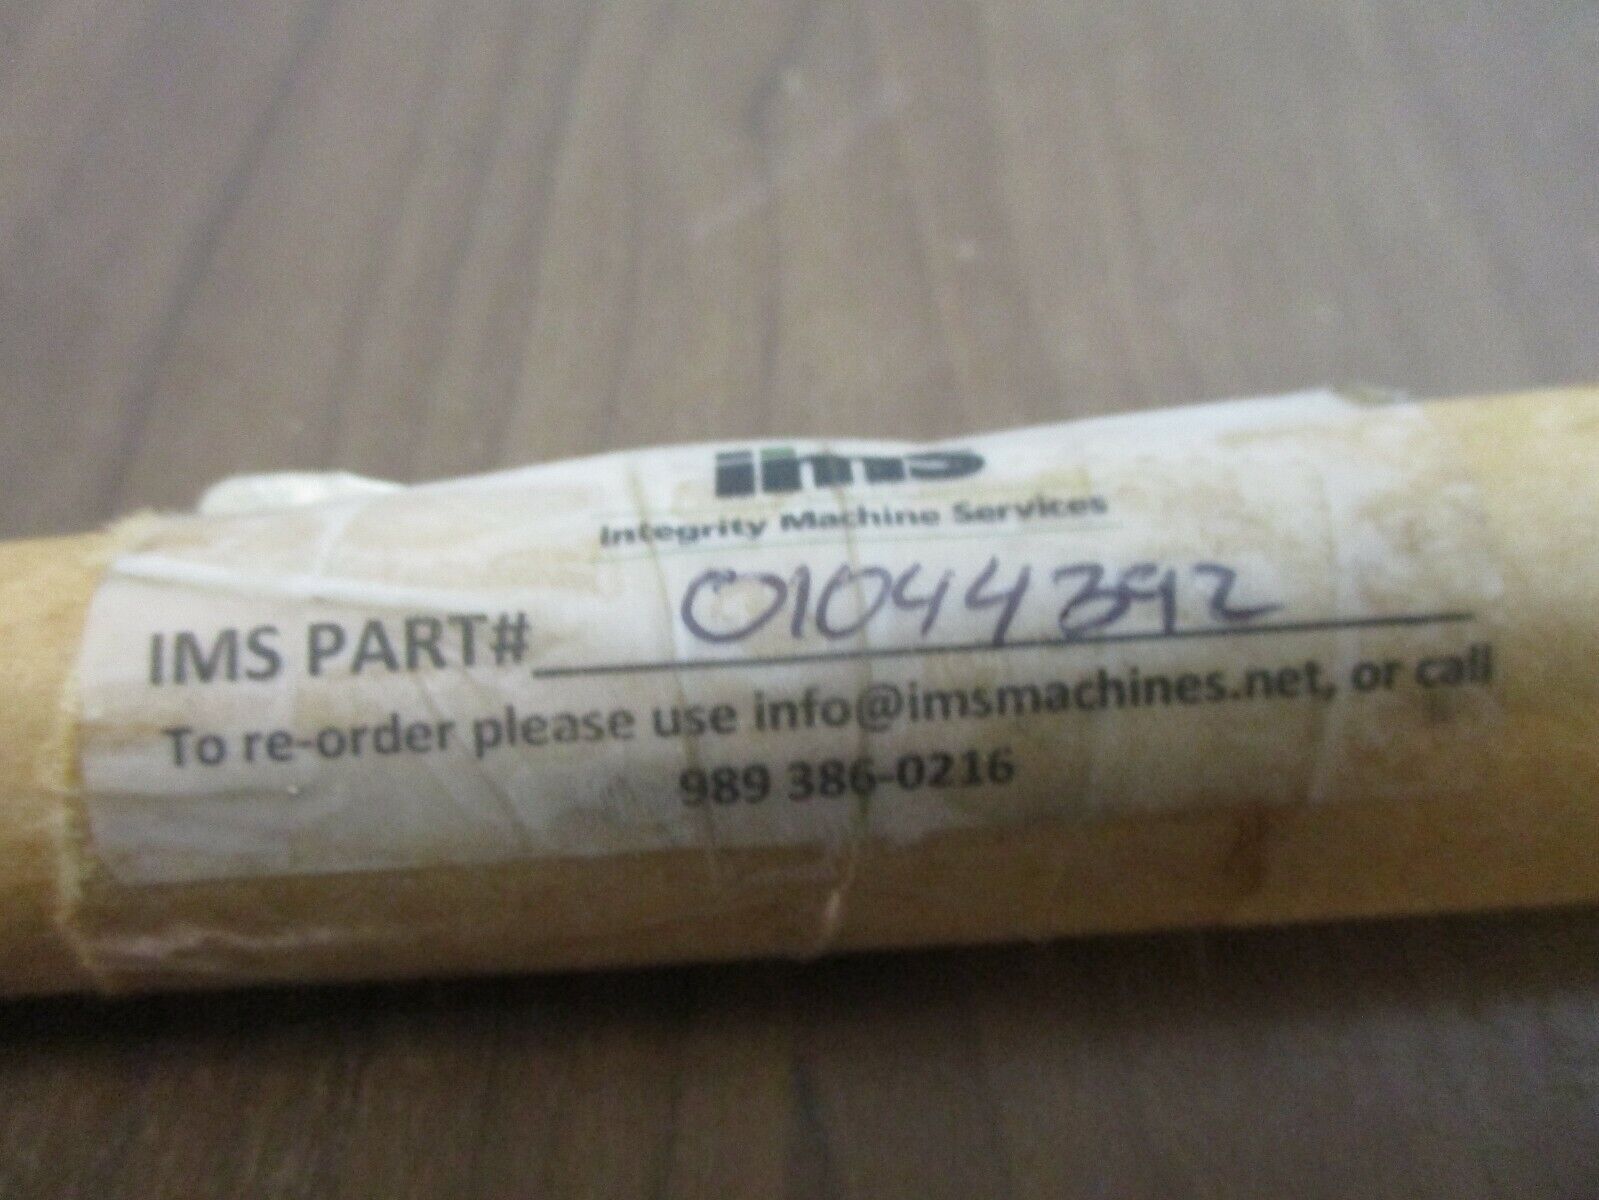 ims
Integrity Machine Services
IMS PART# 01044392
To re-order please use info@imsmachines.net, or call
989 386-0216